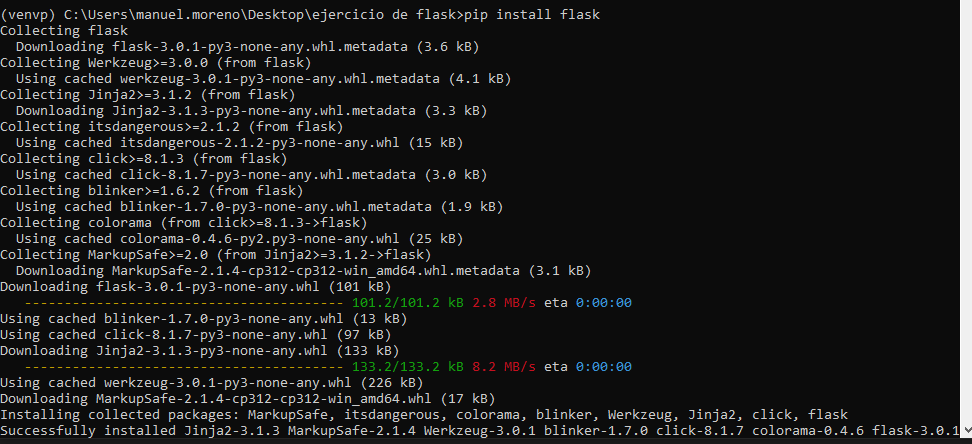 (venvp) C:\Users\manuel.moreno\Desktop\ejercicio de flask>pip install flask
Collecting flask
  Downloading flask-3.0.1-py3-none-any.whl.metadata (3.6 kB)
Collecting Werkzeug>=3.0.0 (from flask)
  Using cached werkzeug-3.0.1-py3-none-any.whl.metadata (4.1 kB)
Collecting Jinja2>=3.1.2 (from flask)
  Downloading Jinja2-3.1.3-py3-none-any.whl.metadata (3.3 kB)
Collecting itsdangerous>=2.1.2 (from flask)
  Using cached itsdangerous-2.1.2-py3-none-any.whl (15 kB)
Collecting click>=8.1.3 (from flask)
  Using cached click-8.1.7-py3-none-any.whl.metadata (3.0 kB)
Collecting blinker>=1.6.2 (from flask)
  Using cached blinker-1.7.0-py3-none-any.whl.metadata (1.9 kB)
Collecting colorama (from click>=8.1.3->flask)
  Using cached colorama-0.4.6-py2.py3-none-any.whl (25 kB)
Collecting MarkupSafe>=2.0 (from Jinja2>=3.1.2->flask)
  Downloading MarkupSafe-2.1.4-cp312-cp312-win_amd64.whl.metadata (3.1 kB)
Downloading flask-3.0.1-py3-none-any.whl (101 kB)
   ---------------------------------------- 101.2/101.2 kB 2.8 MB/s eta 0:00:00
Using cached blinker-1.7.0-py3-none-any.whl (13 kB)
Using cached click-8.1.7-py3-none-any.whl (97 kB)
Downloading Jinja2-3.1.3-py3-none-any.whl (133 kB)
   ---------------------------------------- 133.2/133.2 kB 8.2 MB/s eta 0:00:00
Using cached werkzeug-3.0.1-py3-none-any.whl (226 kB)
Downloading MarkupSafe-2.1.4-cp312-cp312-win_amd64.whl (17 kB)
Installing collected packages: MarkupSafe, itsdangerous, colorama, blinker, Werkzeug, Jinja2, click, flask
Successfully installed Jinja2-3.1.3 MarkupSafe-2.1.4 Werkzeug-3.0.1 blinker-1.7.0 click-8.1.7 colorama-0.4.6 flask-3.0.1